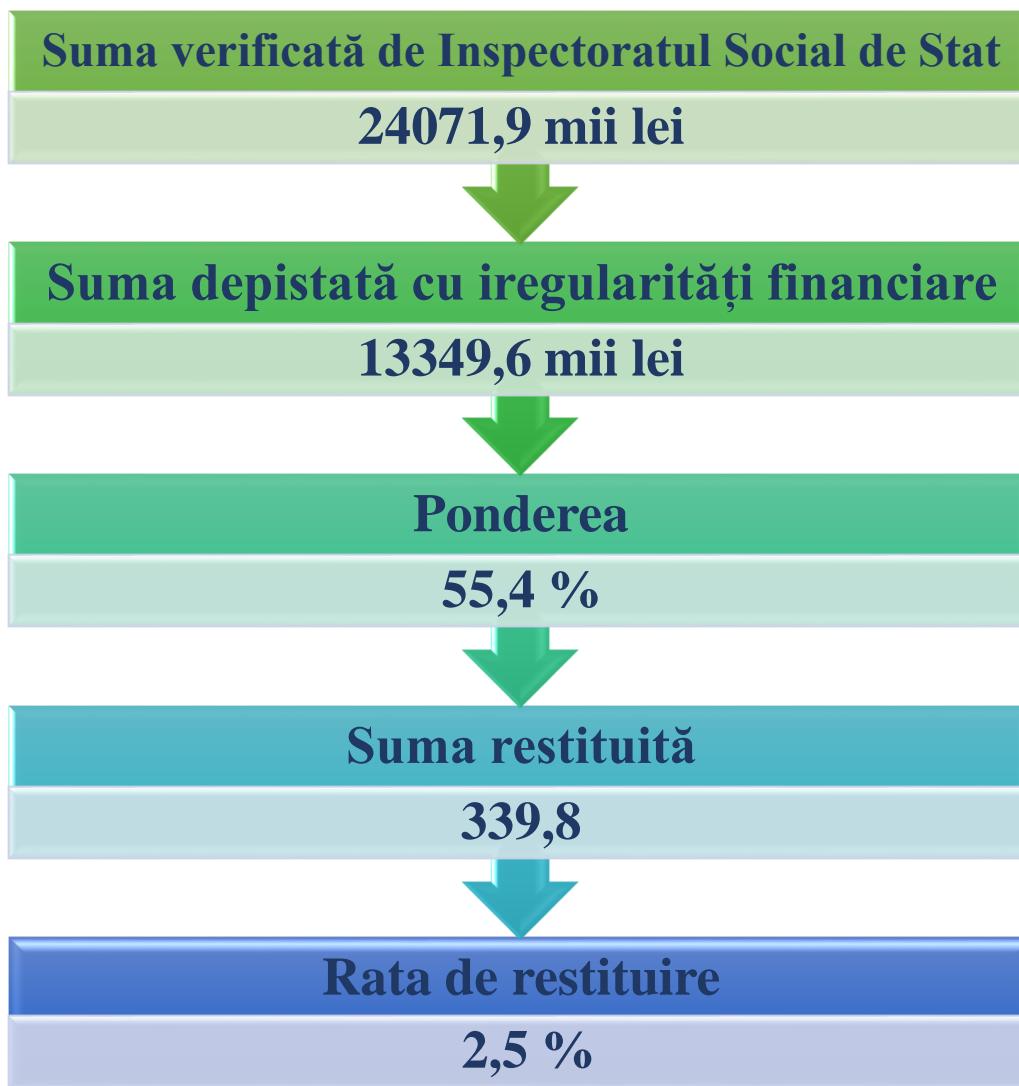 Suma verificată de Inspectoratul Social de Stat
24071,9 mii lei
Suma depistată cu iregularități financiare
13349,6 mii lei
Ponderea
55,4 %
Suma restituită
339,8
Rata de restituire
2,5 %